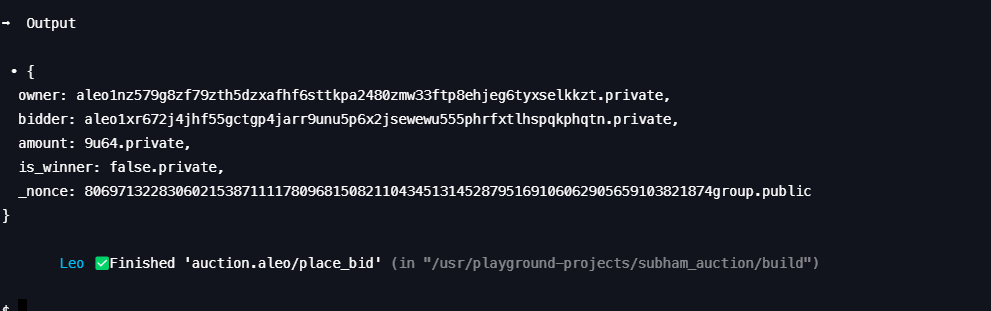 → Output
• {
owner: aleo1nz579g8zf79zth5dzxafhf6sttkpa2480zmw33ftp8ehjeg6tyxselkkzt.private,
bidder: aleo1xr672j4jhf55gctgp4jarr9unu5p6x2jsewewu555phrfxtlhspqkphqtn.private,
amount: 9u64.private,
is_winner: false.private,
_nonce: 8069713228306021538711117809681508211043451314528795169106062905659103821874group.public
}
Leo ✅Finished 'auction.aleo/place_bid' (in "/usr/playground-projects/subham_auction/build")
$